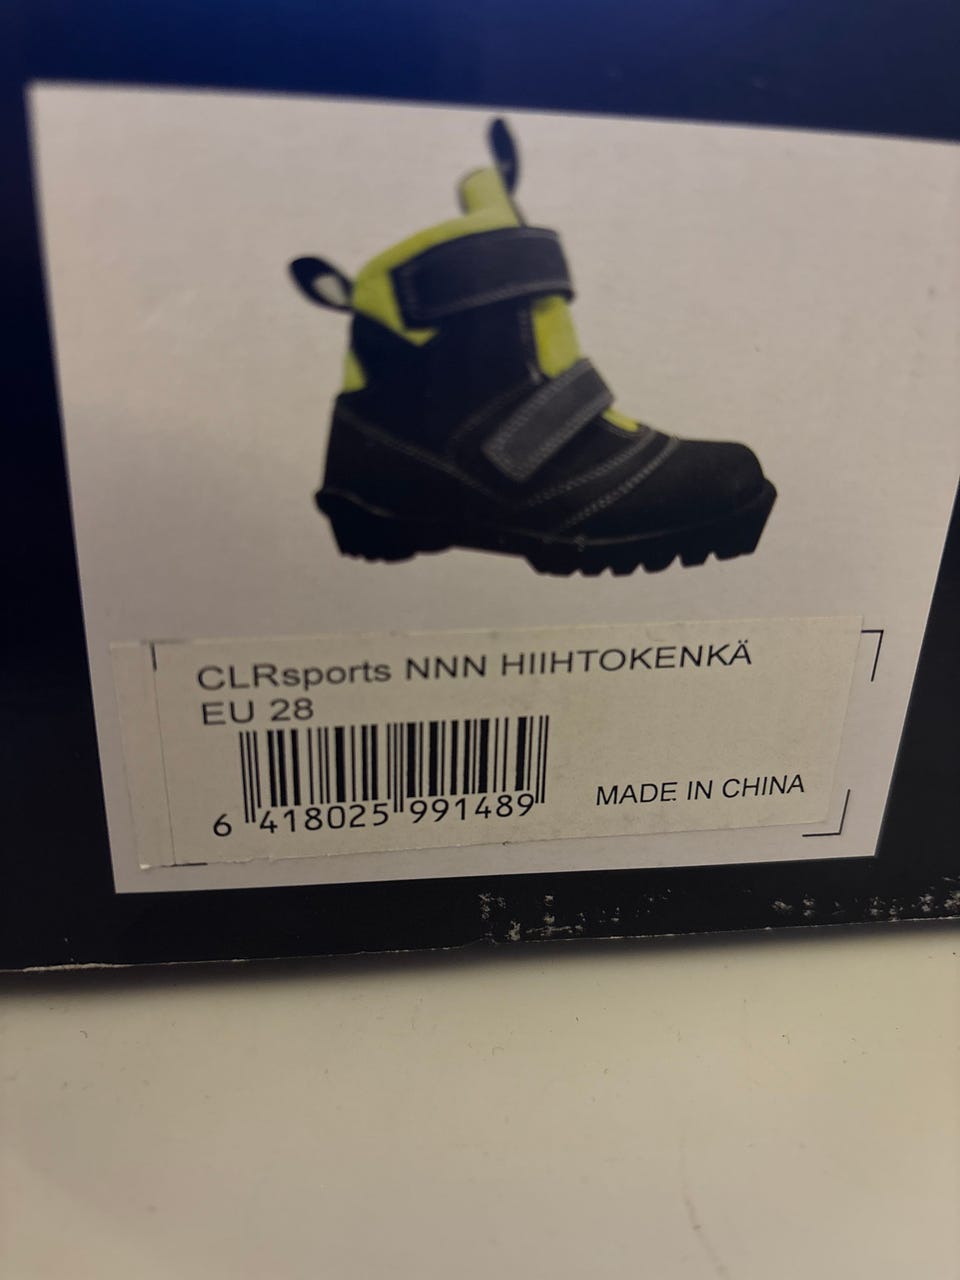 CLRsports NNN HIIHTOKENKÄ
EU 28
6 418025 991489
MADE IN CHINA